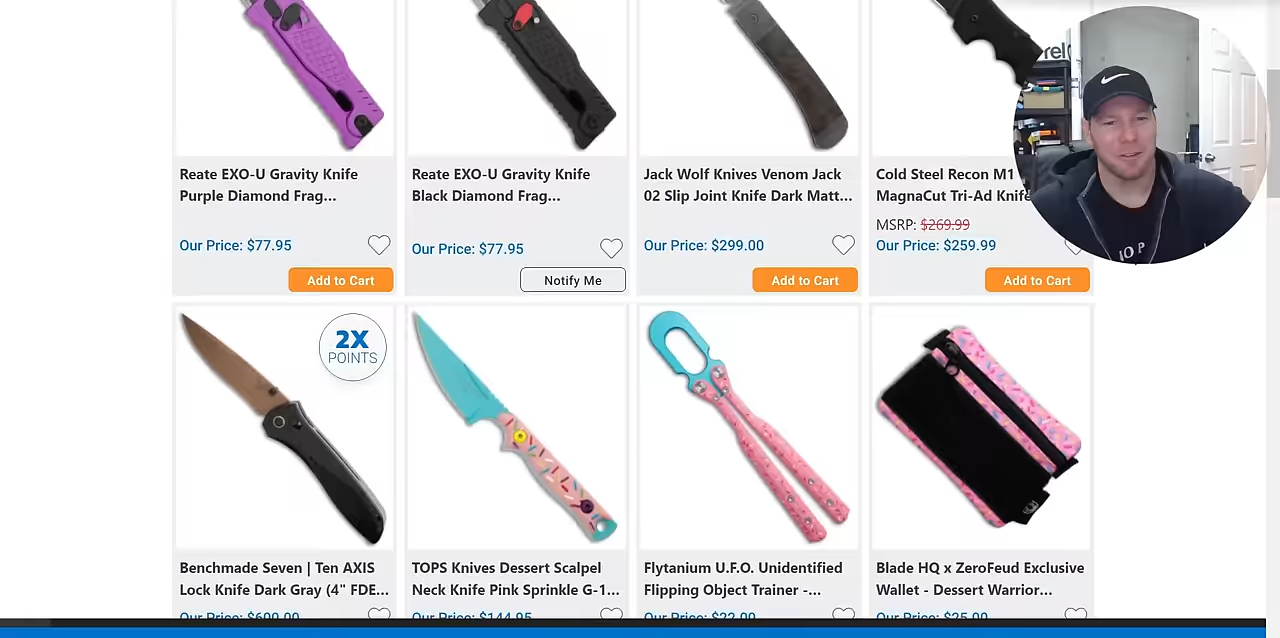 Reate EXO-U Gravity Knife
Purple Diamond Frag...
Our Price: $77.95
Add to Cart
Reate EXO-U Gravity Knife
Black Diamond Frag...
Our Price: $77.95
Notify Me
Jack Wolf Knives Venom Jack
02 Slip Joint Knife Dark Matt...
Our Price: $299.00
Add to Cart
Cold Steel Recon M1
MagnaCut Tri-Ad Knife
MSRP: $269.99
Our Price: $259.99
Add to Cart
2X
POINTS
Benchmade Seven | Ten AXIS
Lock Knife Dark Gray (4" FDE...
Our Price: $600.00
TOPS Knives Dessert Scalpel
Neck Knife Pink Sprinkle G-1...
Our Price: $144.95
Flytanium U.F.O. Unidentified
Flipping Object Trainer -...
Our Price: $22.00
Blade HQ x ZeroFeud Exclusive
Wallet - Dessert Warrior...
Our Price: $25.00